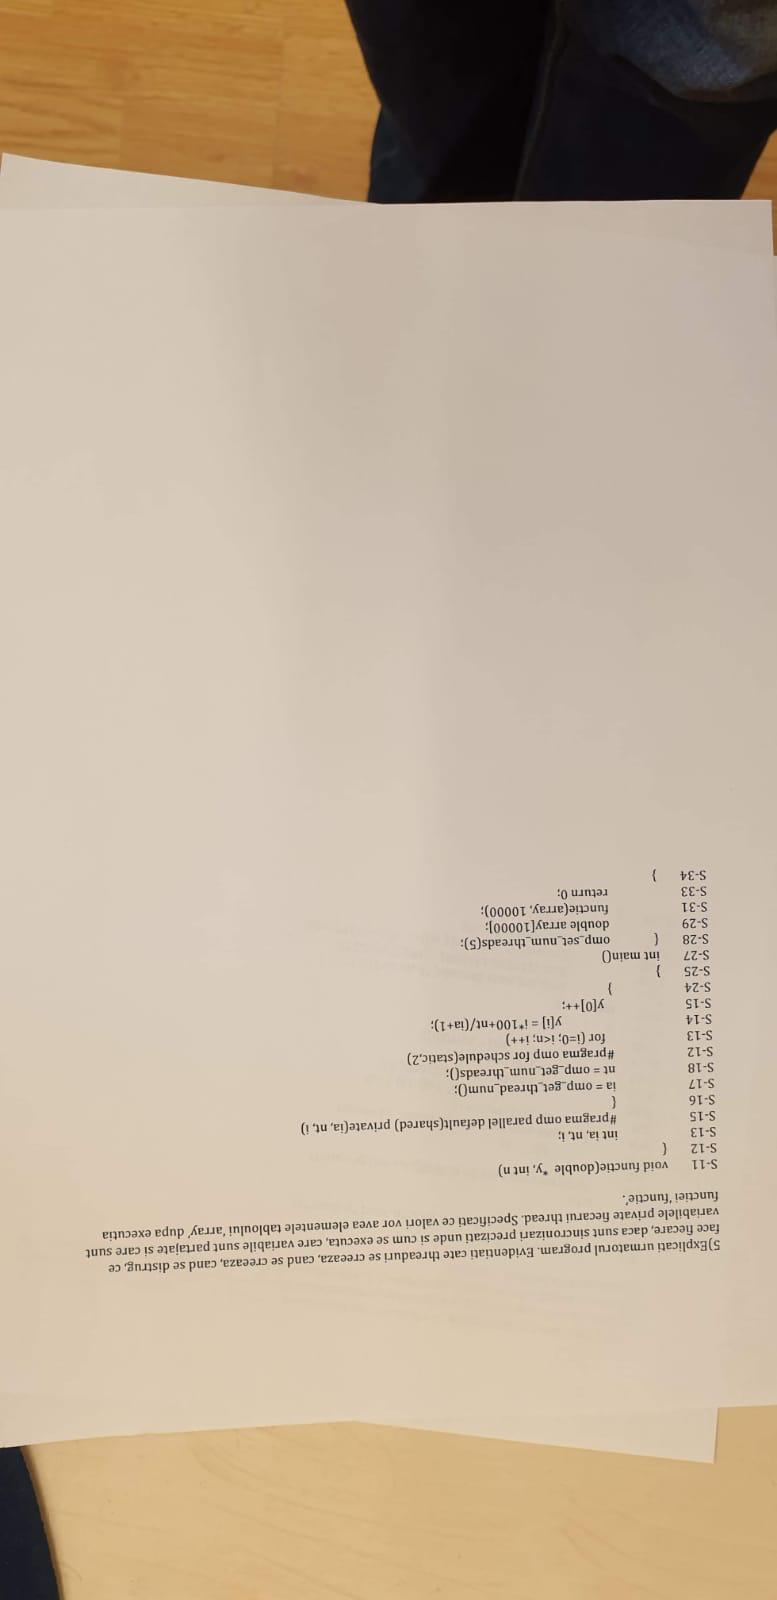 5)Explicati urmatorul program. Evidentiati cate threaduri se creeaza, cand se creeaza, cand se distrug, ce
face fiecare, daca sunt sincronizari precizati unde si cum se executa, care variabile sunt partajate si care sunt
variabilele private fiecarui thread. Specificati ce valori vor avea elementele tabloului 'array' dupa executia
functiei 'functie'.
S-11 void functie(double *y, int n)
S-12 {
S-13 int ia, nt, i;
S-15 #pragma omp parallel default(shared) private(ia, nt, i)
S-16 {
S-17 ia = omp_get_thread_num();
S-18 nt = omp_get_num_threads();
S-12 #pragma omp for schedule(static,2)
S-13 for (i=0; i<n; i++)
S-14 y[i] = i*100+nt/(ia+1);
S-15 y[0]++;
S-24 }
S-25 }
S-27 int main()
S-28 { omp_set_num_threads(5);
S-29 double array[10000];
S-31 functie(array, 10000);
S-33 return 0;
S-34 }